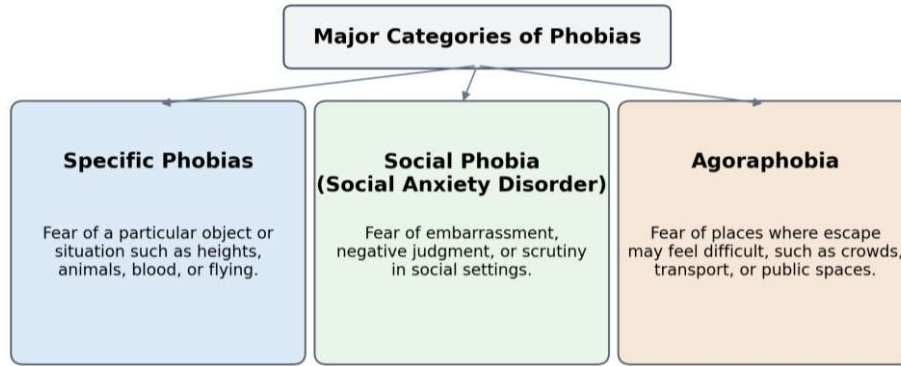 Major Categories of Phobias
Specific Phobias
Fear of a particular object or
situation such as heights,
animals, blood, or flying.
Social Phobia
(Social Anxiety Disorder)
Fear of embarrassment,
negative judgment, or scrutiny
in social settings.
Agoraphobia
Fear of places where escape
may feel difficult, such as crowds,
transport, or public spaces.